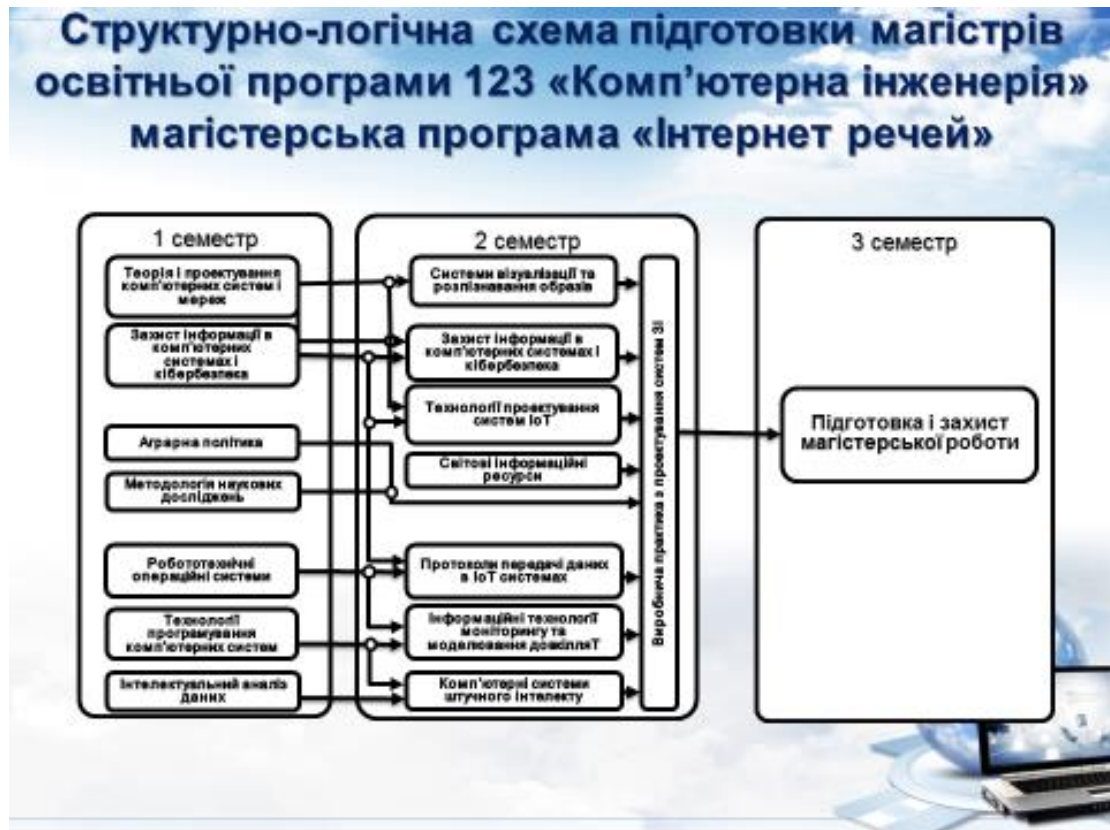 Структурно-логічна схема підготовки магістрів
освітньої програми 123 «Комп’ютерна інженерія»
магістерська програма «Інтернет речей»
1 семестр
Теорія і проектування
комп'ютерних систем і
мереж
Захист інформації в
комп'ютерних
системах і
кібербезпека
Аграрна політика
Методологія наукових
досліджень
Робототехнічні
операційні системи
Технології
програмування
комп'ютерних систем
Інтелектуальний аналіз
даних
2 семестр
Системи візуалізації та
розпізнавання образів
Захист інформації в
комп'ютерних системах і
кібербезпека
Технології проектування
систем ІоТ
Світові інформаційні
ресурси
Протоколи передачі даних
в ІоТ системах
Інформаційні технології
моніторингу та
моделювання довкілляТ
Комп'ютерні системи
штучного інтелекту
Виробнича практика з проектування систем ЗІ
3 семестр
Підготовка і захист
магістерської роботи